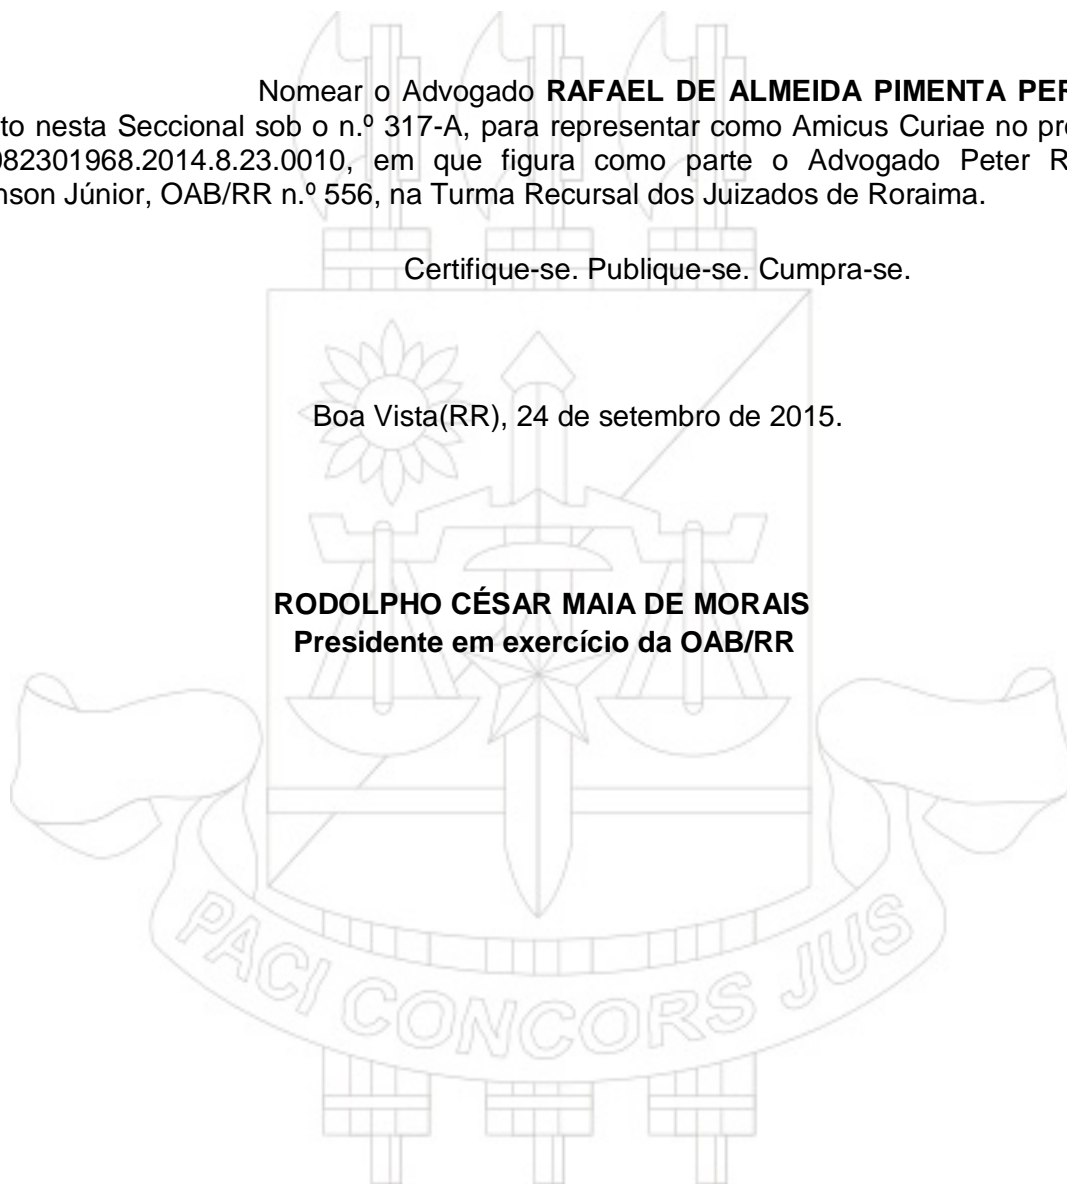 Nomear o Advogado RAFAEL DE ALMEIDA PIMENTA PER
to nesta Seccional sob o n.º 317-A, para representar como Amicus Curiae no pr
082301968.2014.8.23.0010, em que figura como parte o Advogado Peter R
nson Júnior, OAB/RR n.º 556, na Turma Recursal dos Juizados de Roraima.
Certifique-se. Publique-se. Cumpra-se.
Boa Vista(RR), 24 de setembro de 2015.
RODOLPHO CÉSAR MAIA DE MORAIS
Presidente em exercício da OAB/RR
PACI CONCORS JUS